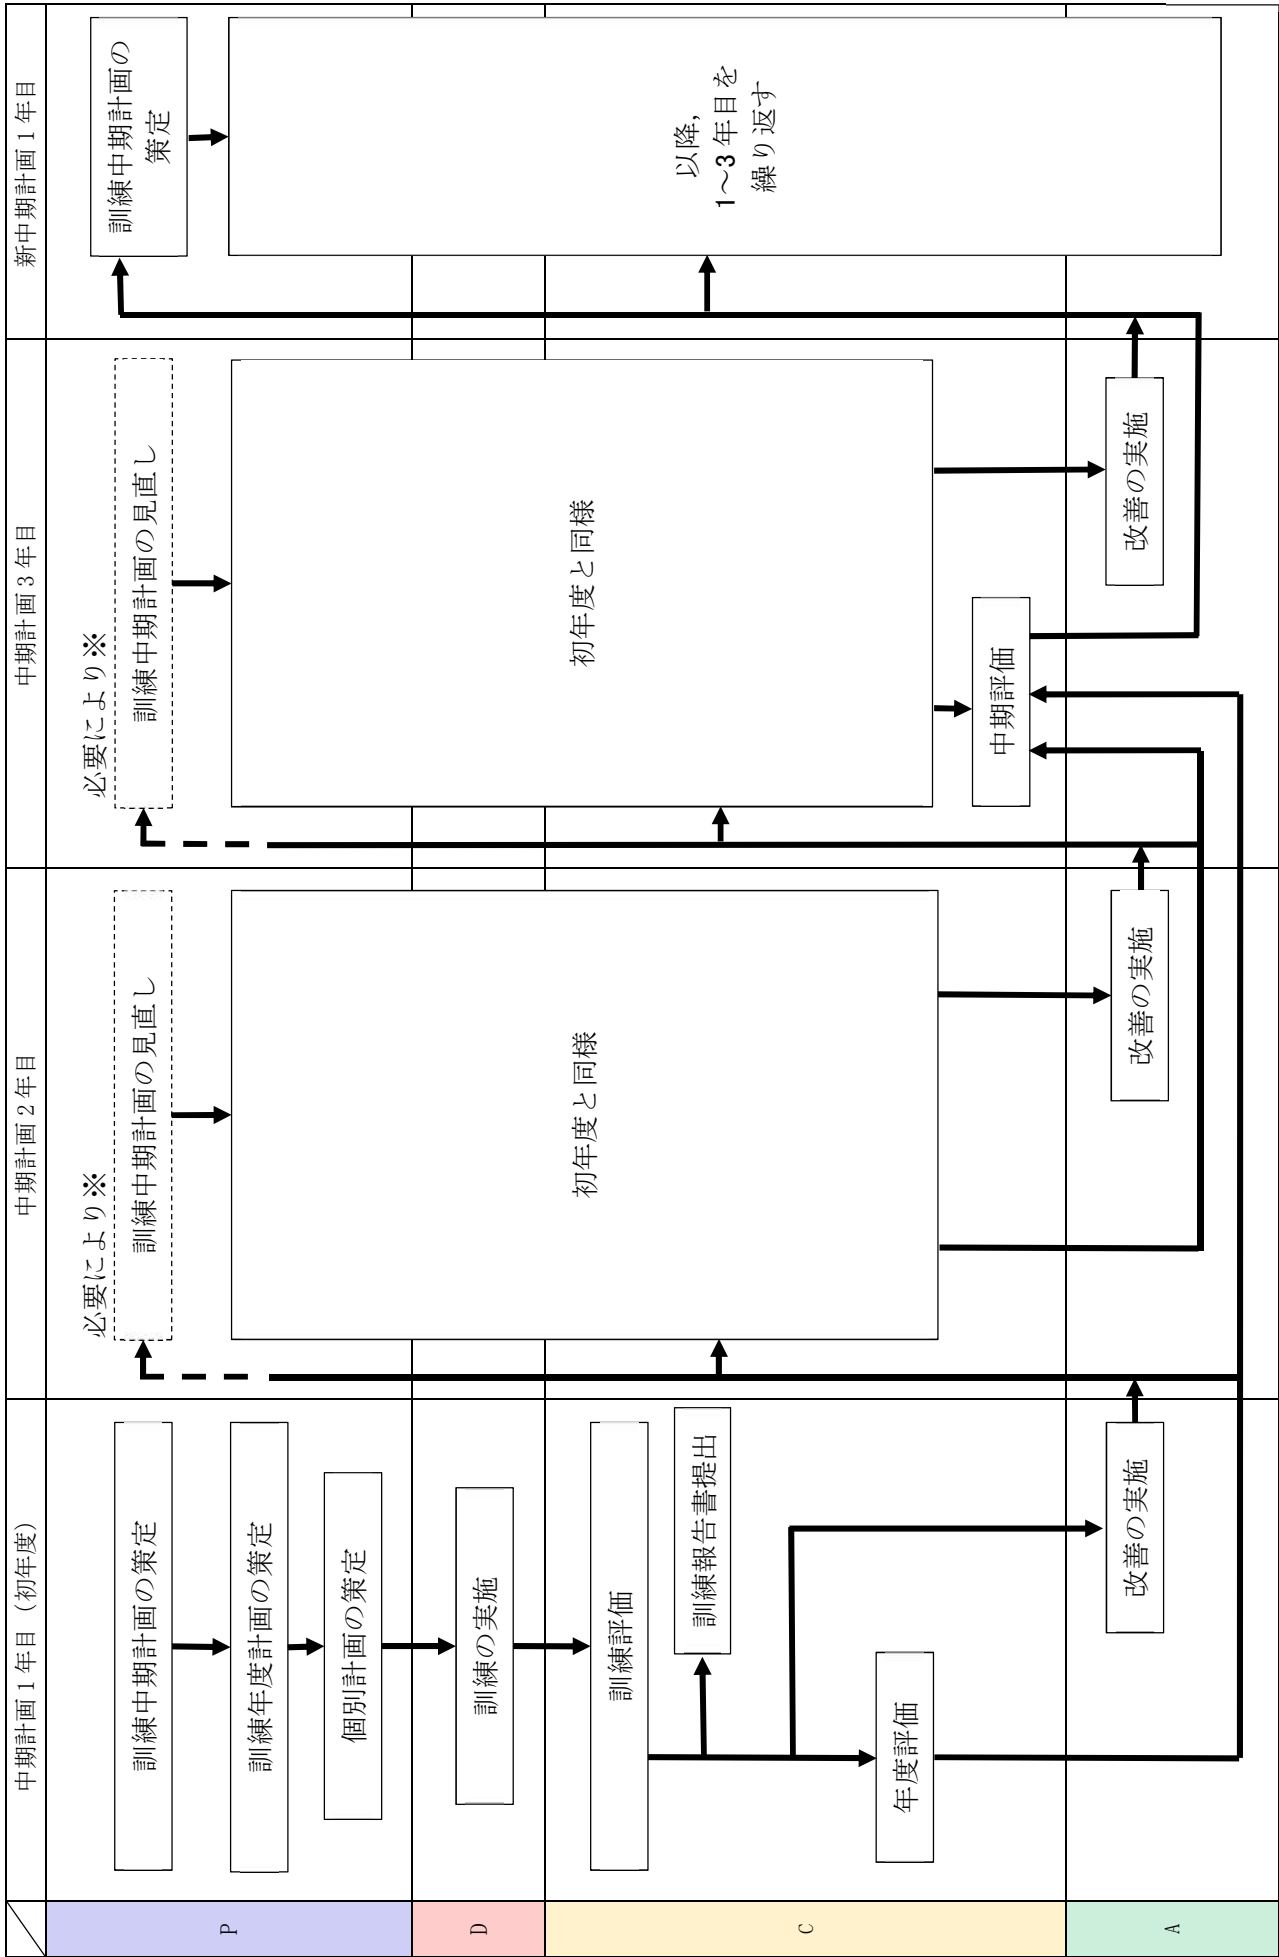 中期計画１年目（初年度）
中期計画２年目
中期計画３年目
新中期計画１年目
P
訓練中期計画の策定
訓練年度計画の策定
個別計画の策定
必要により※
訓練中期計画の見直し
必要により※
訓練中期計画の見直し
訓練中期計画の
策定
D
訓練の実施
初年度と同様
初年度と同様
以降，
1～3 年目を
繰り返す
C
訓練評価
訓練報告書提出
年度評価
中期評価
A
改善の実施
改善の実施
改善の実施